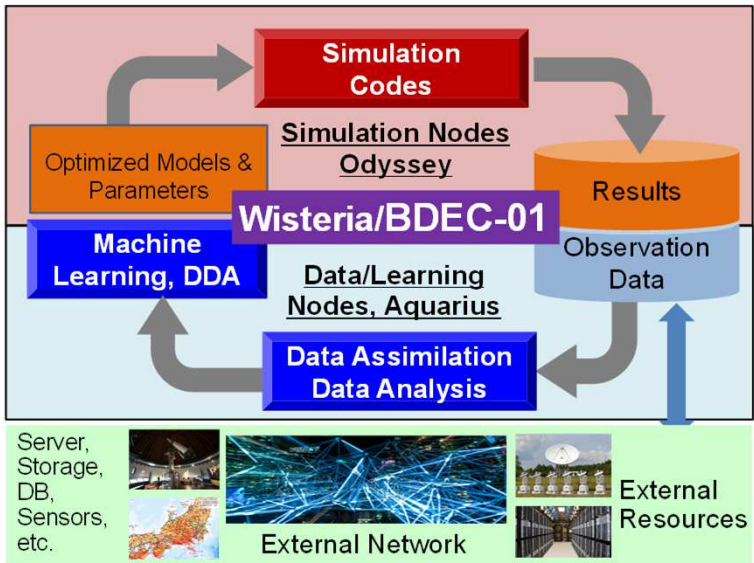 Simulation
Codes
Simulation Nodes
Odyssey
Optimized Models &
Parameters
Results
Wisteria/BDEC-01
Machine
Learning, DDA
Observation
Data
Data/Learning
Nodes, Aquarius
Data Assimilation
Data Analysis
Server,
Storage,
DB,
Sensors,
etc.
External Network
External
Resources